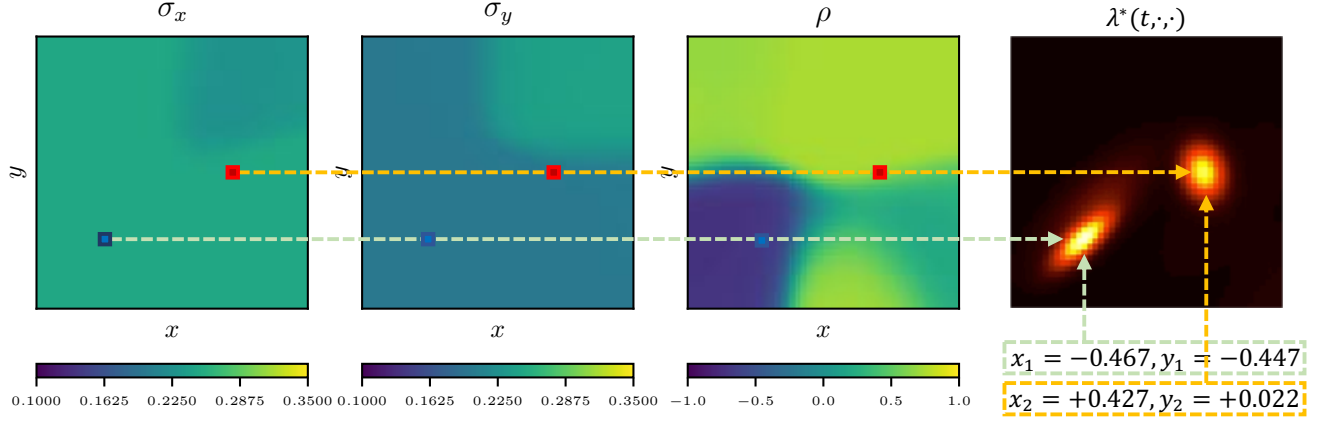 σₓ
σ_y
ρ
λ*(t,·,·)
y
y
y
x
x
x
0.1000 0.1625 0.2250 0.2875 0.3500
0.1000 0.1625 0.2250 0.2875 0.3500
−1.0 −0.5 0.0 0.5 1.0
x₁ = −0.467, y₁ = −0.447
x₂ = +0.427, y₂ = +0.022